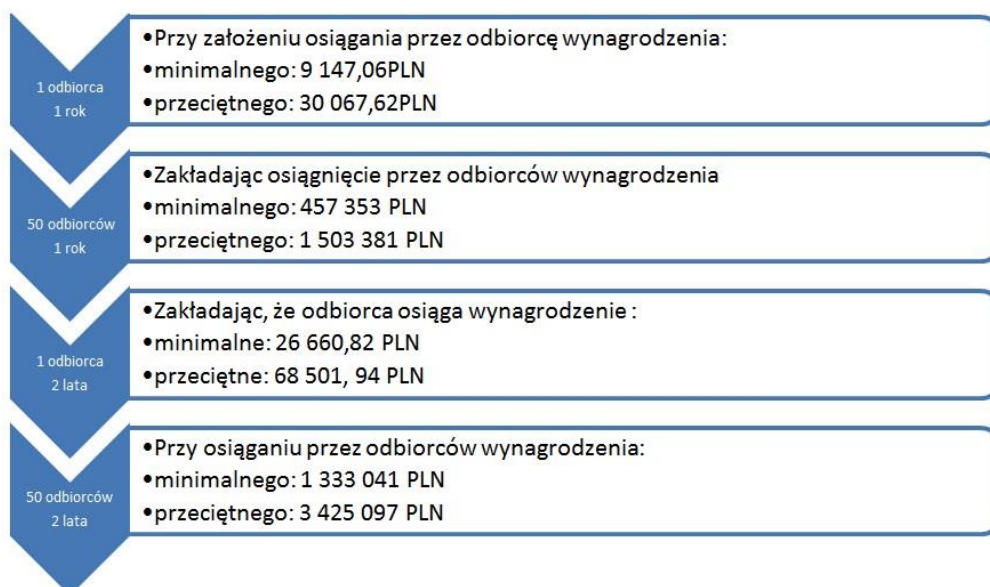 1 odbiorca
1 rok
•Przy założeniu osiągania przez odbiorcę wynagrodzenia:
•minimalnego: 9 147,06PLN
•przeciętnego: 30 067,62PLN
50 odbiorców
1 rok
•Zakładając osiągnięcie przez odbiorców wynagrodzenia
•minimalnego: 457 353 PLN
•przeciętnego: 1 503 381 PLN
1 odbiorca
2 lata
•Zakładając, że odbiorca osiąga wynagrodzenie :
•minimalne: 26 660,82 PLN
•przeciętne: 68 501, 94 PLN
50 odbiorców
2 lata
•Przy osiąganiu przez odbiorców wynagrodzenia:
•minimalnego: 1 333 041 PLN
•przeciętnego: 3 425 097 PLN